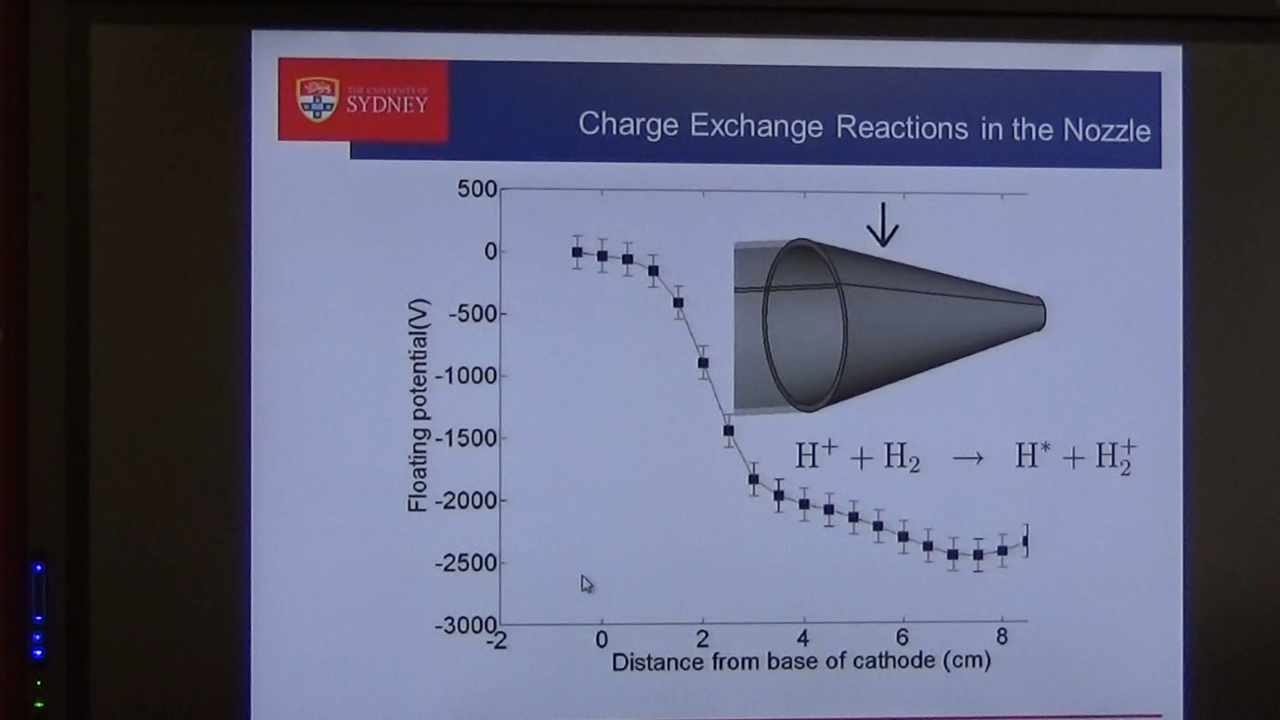 THE UNIVERSITY OF
SYDNEY
Charge Exchange Reactions in the Nozzle
500
0
-500
-1000
-1500
-2000
-2500
-3000
Floating potential(V)
H⁺ + H₂ → H* + H₂⁺
-2 0 2 4 6 8
Distance from base of cathode (cm)